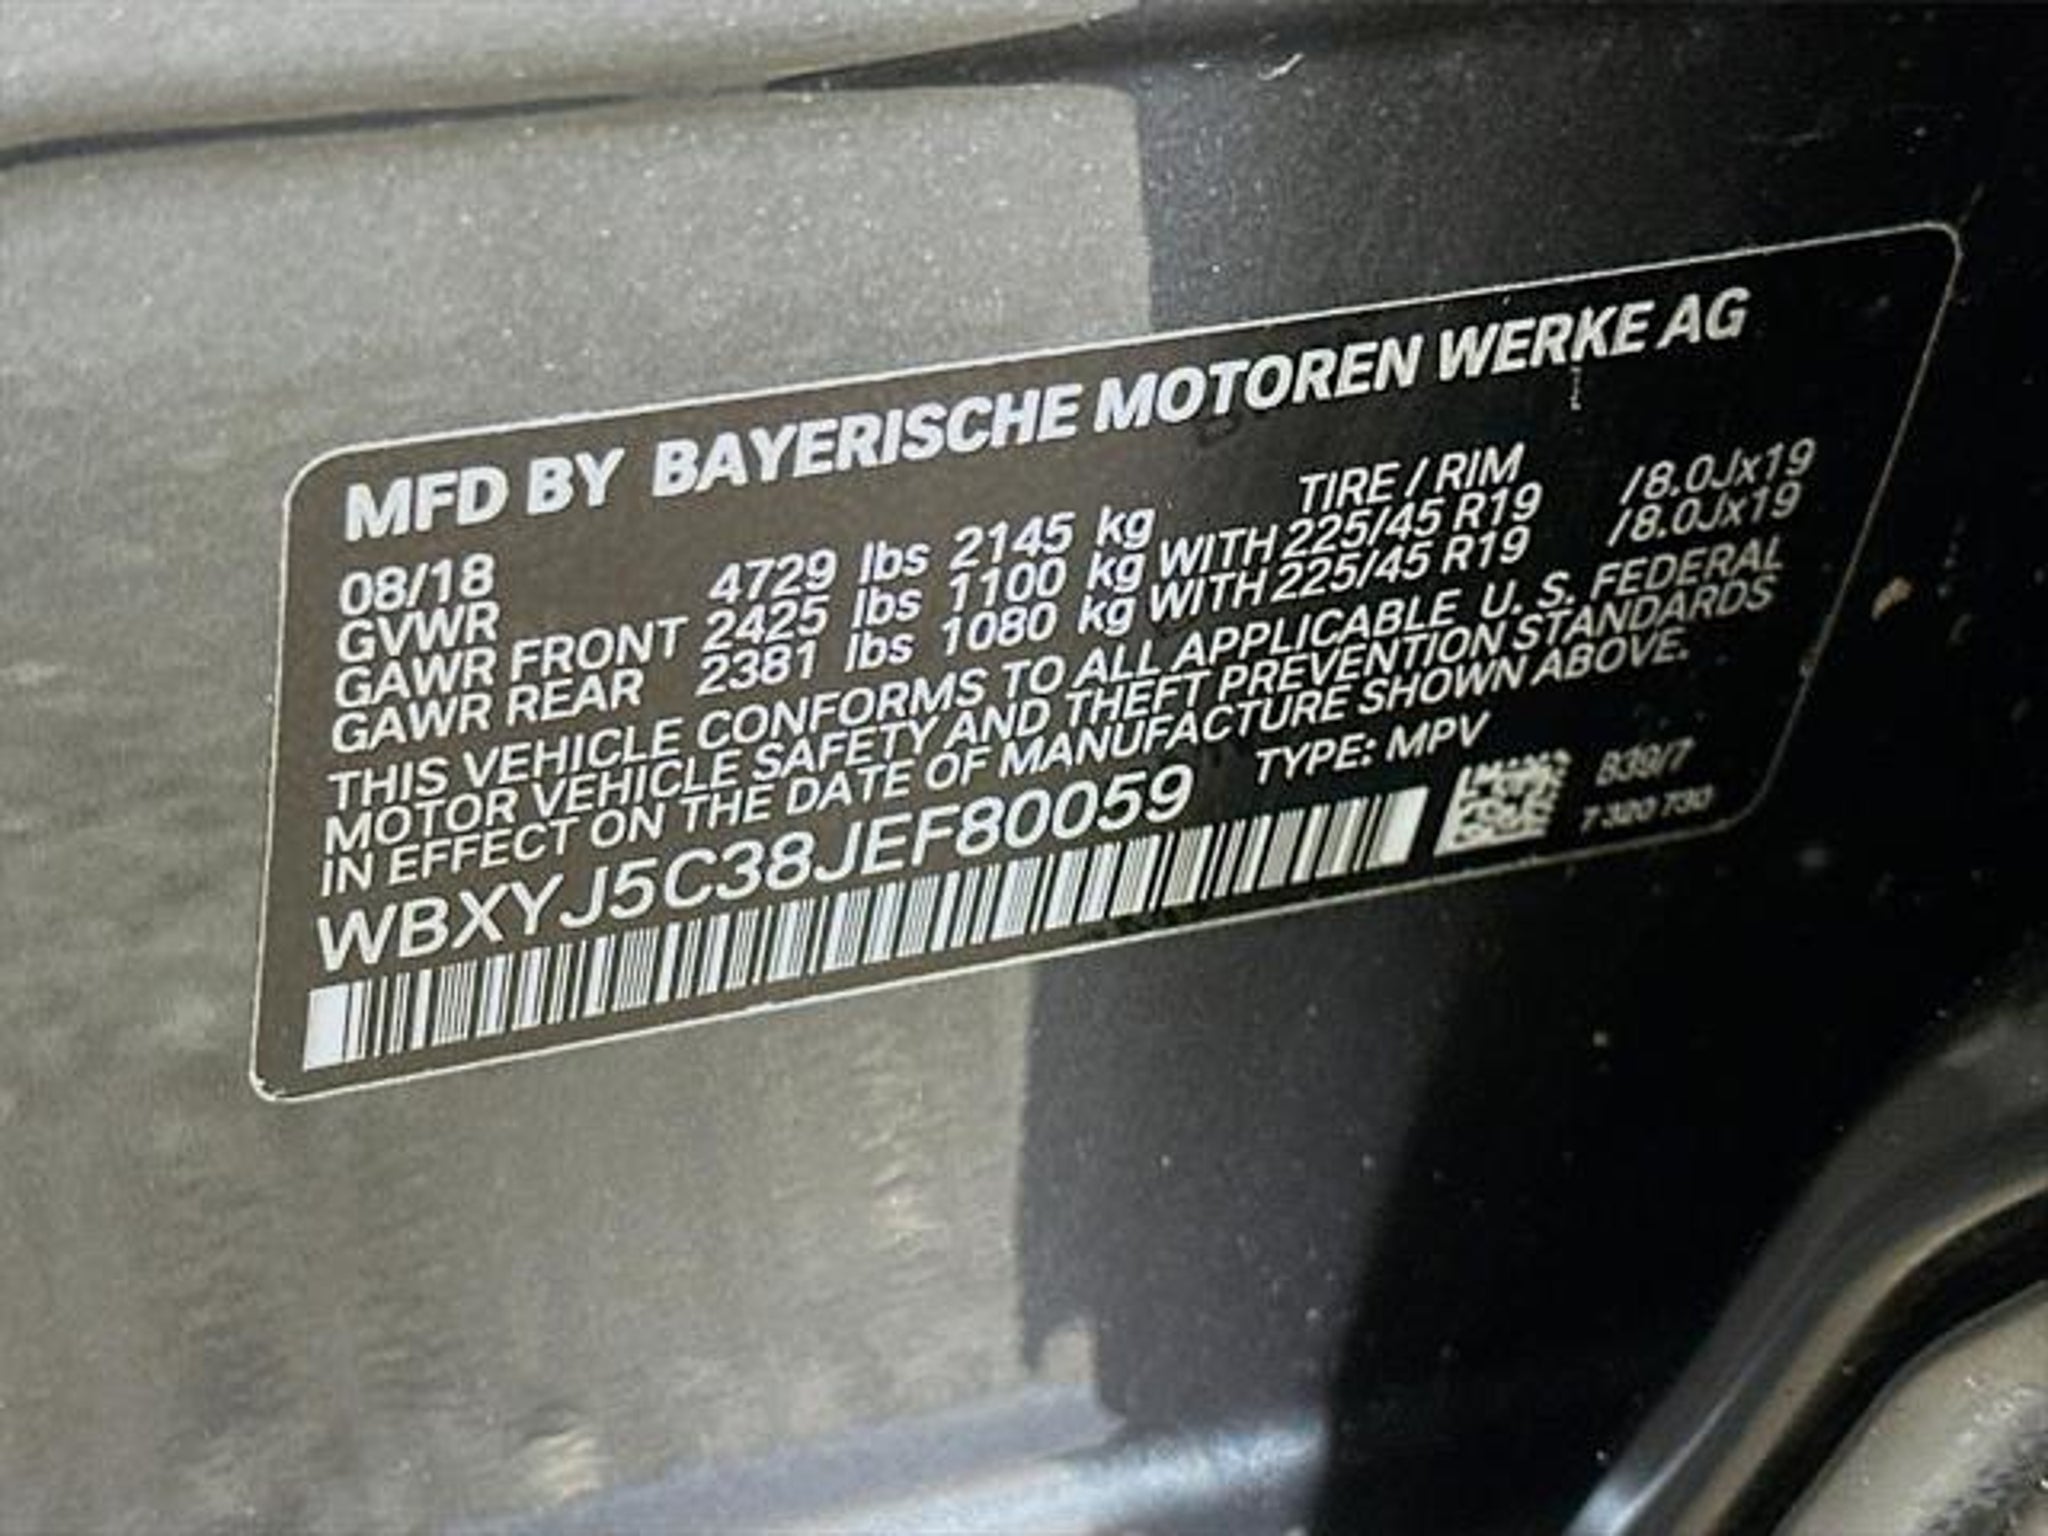 MFD BY BAYERISCHE MOTOREN WERKE AG
08/18 TIRE / RIM
GVWR 4729 lbs 2145 kg
GAWR FRONT 2425 lbs 1100 kg WITH 225/45 R19 /8.0Jx19
GAWR REAR 2381 lbs 1080 kg WITH 225/45 R19 /8.0Jx19
THIS VEHICLE CONFORMS TO ALL APPLICABLE U. S. FEDERAL
MOTOR VEHICLE SAFETY AND THEFT PREVENTION STANDARDS
IN EFFECT ON THE DATE OF MANUFACTURE SHOWN ABOVE.
WBXYJ5C38JEF80059 TYPE: MPV
B39/7
7 320 730